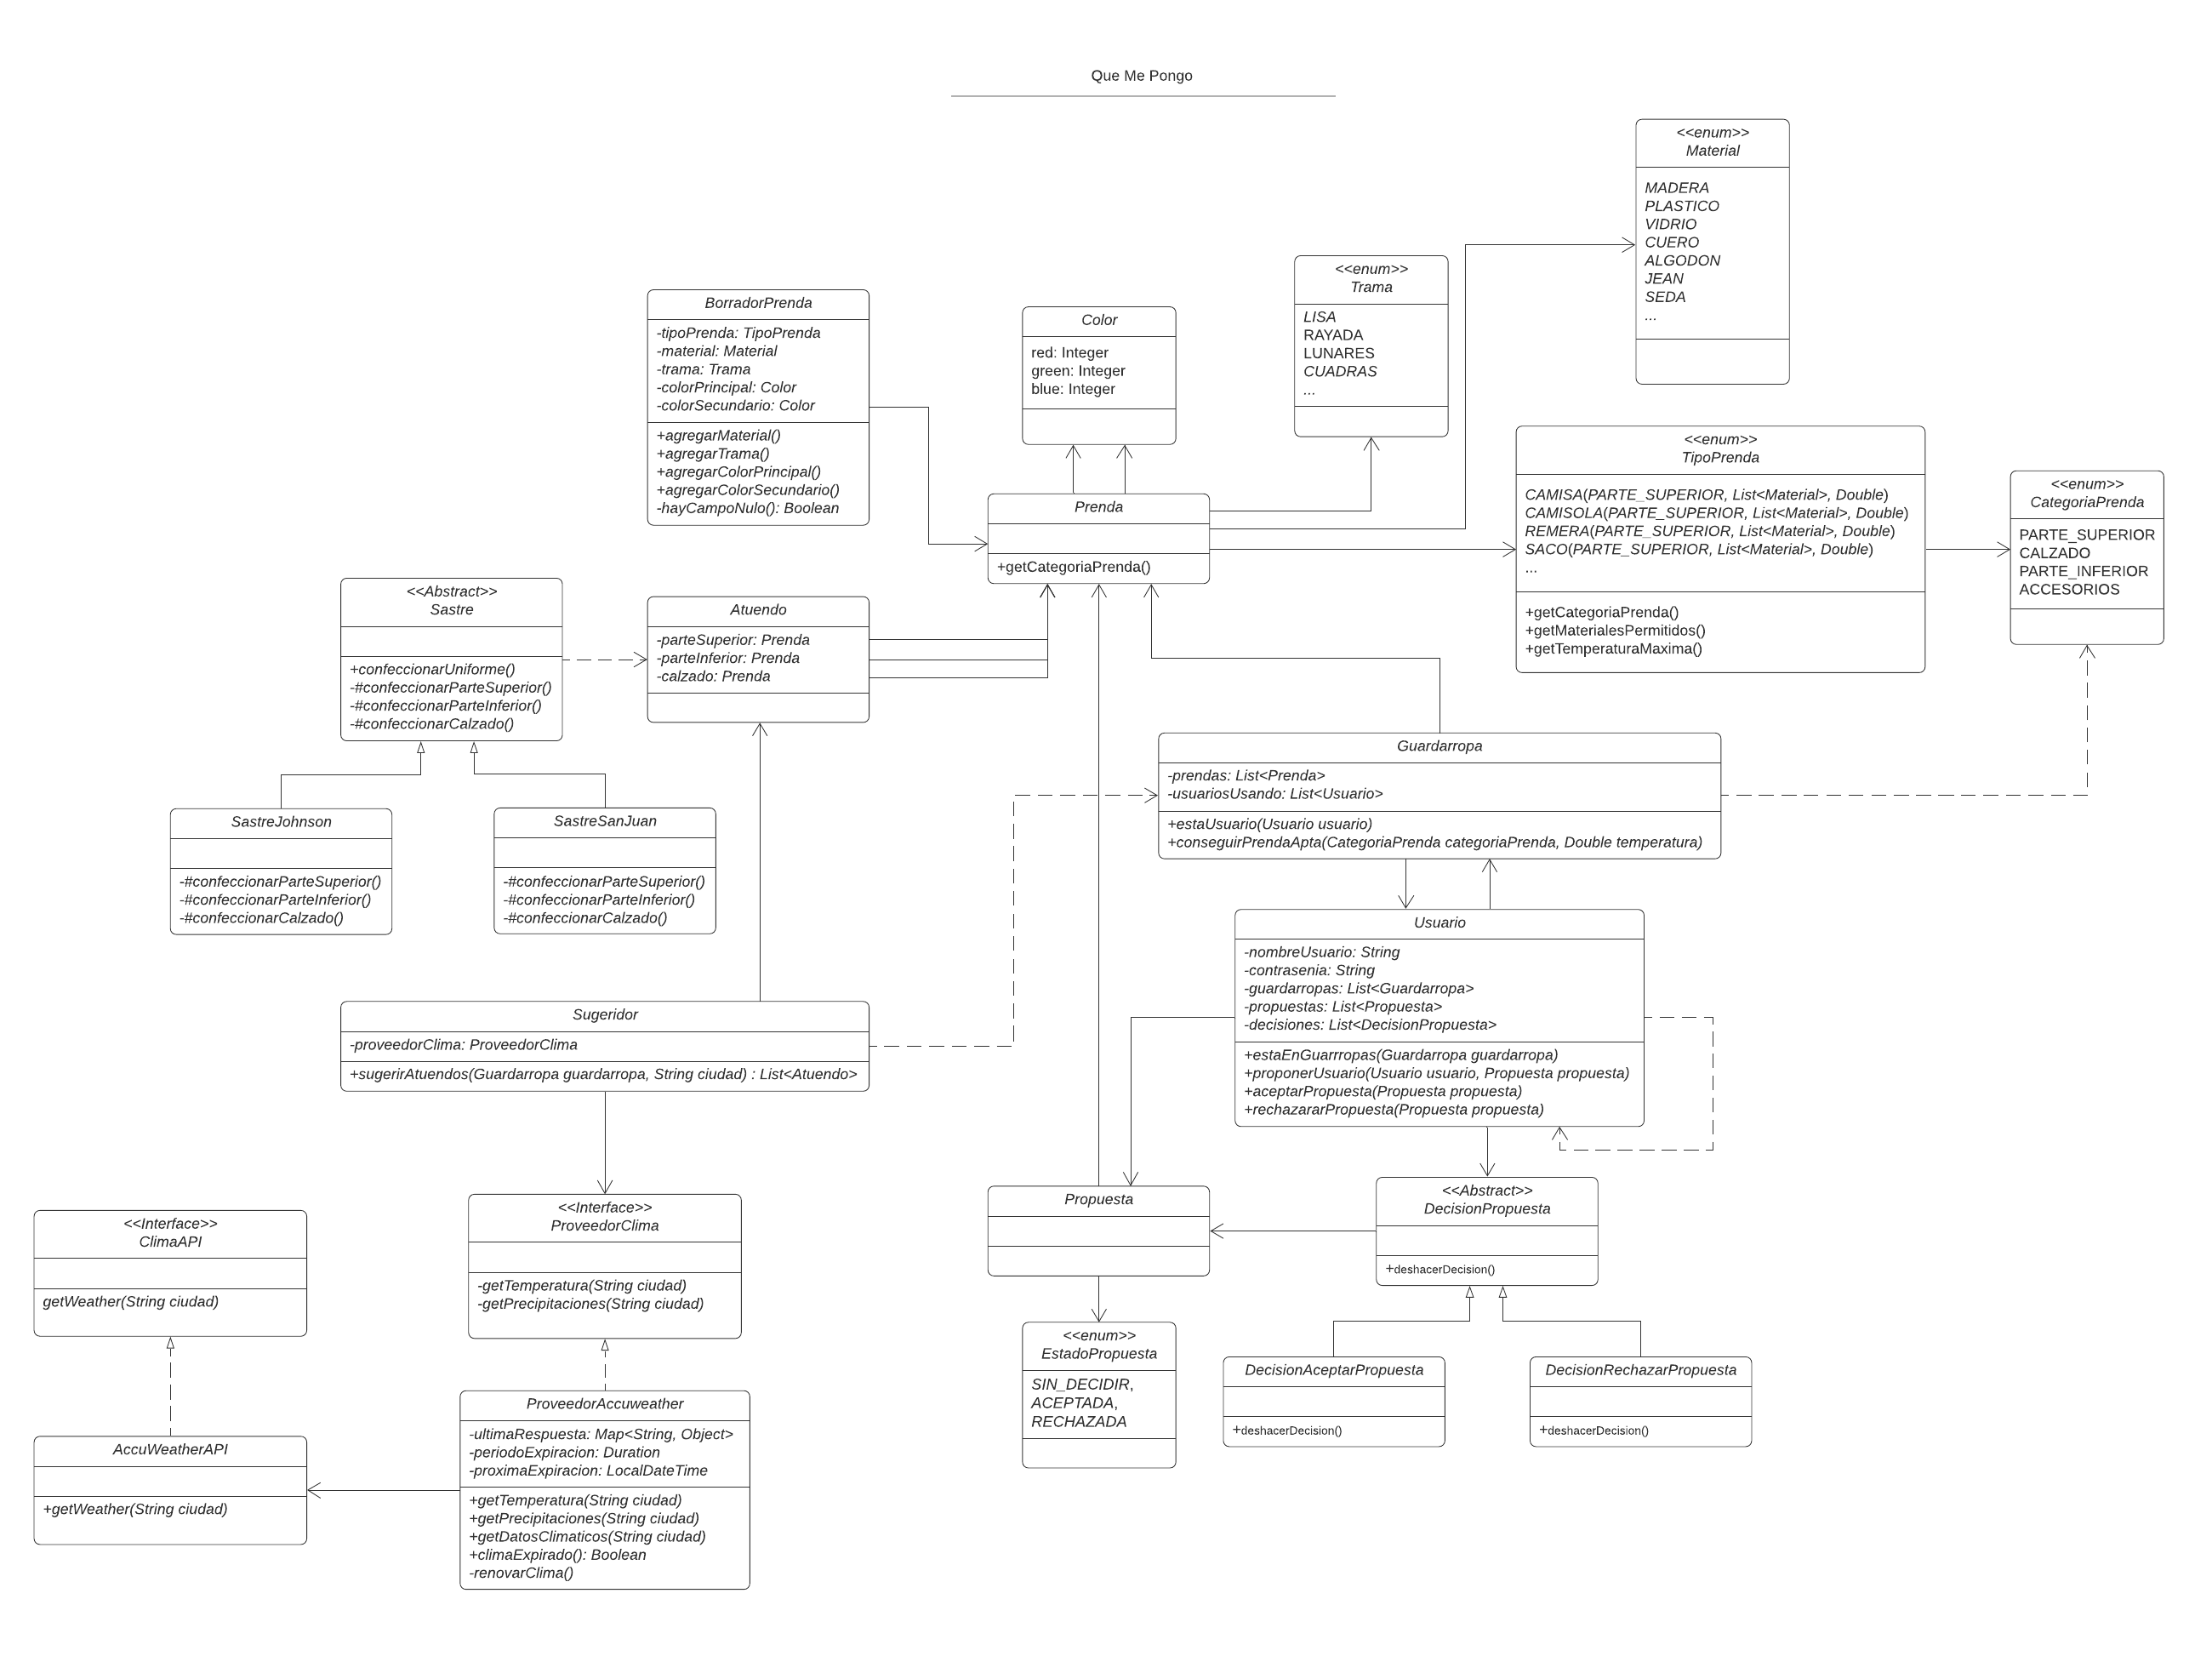 Que Me Pongo
<<enum>>
Material
MADERA
PLASTICO
VIDRIO
CUERO
ALGODON
JEAN
SEDA
...
<<enum>>
Trama
LISA
RAYADA
LUNARES
CUADRAS
...
BorradorPrenda
-tipoPrenda: TipoPrenda
-material: Material
-trama: Trama
-colorPrincipal: Color
-colorSecundario: Color
+agregarMaterial()
+agregarTrama()
+agregarColorPrincipal()
+agregarColorSecundario()
-hayCampoNulo(): Boolean
Color
red: Integer
green: Integer
blue: Integer
<<enum>>
TipoPrenda
CAMISA(PARTE_SUPERIOR, List<Material>, Double)
CAMISOLA(PARTE_SUPERIOR, List<Material>, Double)
REMERA(PARTE_SUPERIOR, List<Material>, Double)
SACO(PARTE_SUPERIOR, List<Material>, Double)
...
+getCategoriaPrenda()
+getMaterialesPermitidos()
+getTemperaturaMaxima()
<<enum>>
CategoriaPrenda
PARTE_SUPERIOR
CALZADO
PARTE_INFERIOR
ACCESORIOS
Prenda
+getCategoriaPrenda()
<<Abstract>>
Sastre
+confeccionarUniforme()
-#confeccionarParteSuperior()
-#confeccionarParteInferior()
-#confeccionarCalzado()
Atuendo
-parteSuperior: Prenda
-parteInferior: Prenda
-calzado: Prenda
Guardarropa
-prendas: List<Prenda>
-usuariosUsando: List<Usuario>
+estaUsuario(Usuario usuario)
+conseguirPrendaApta(CategoriaPrenda categoriaPrenda, Double temperatura)
SastreJohnson
-#confeccionarParteSuperior()
-#confeccionarParteInferior()
-#confeccionarCalzado()
SastreSanJuan
-#confeccionarParteSuperior()
-#confeccionarParteInferior()
-#confeccionarCalzado()
Usuario
-nombreUsuario: String
-contrasenia: String
-guardarropas: List<Guardarropa>
-propuestas: List<Propuesta>
-decisiones: List<DecisionPropuesta>
+estaEnGuarrropas(Guardarropa guardarropa)
+proponerUsuario(Usuario usuario, Propuesta propuesta)
+aceptarPropuesta(Propuesta propuesta)
+rechazararPropuesta(Propuesta propuesta)
Sugeridor
-proveedorClima: ProveedorClima
+sugerirAtuendos(Guardarropa guardarropa, String ciudad) : List<Atuendo>
<<Interface>>
ClimaAPI
getWeather(String ciudad)
<<Interface>>
ProveedorClima
-getTemperatura(String ciudad)
-getPrecipitaciones(String ciudad)
Propuesta
<<Abstract>>
DecisionPropuesta
+deshacerDecision()
<<enum>>
EstadoPropuesta
SIN_DECIDIR,
ACEPTADA,
RECHAZADA
DecisionAceptarPropuesta
+deshacerDecision()
DecisionRechazarPropuesta
+deshacerDecision()
AccuWeatherAPI
+getWeather(String ciudad)
ProveedorAccuweather
-ultimaRespuesta: Map<String, Object>
-periodoExpiracion: Duration
-proximaExpiracion: LocalDateTime
+getTemperatura(String ciudad)
+getPrecipitaciones(String ciudad)
+getDatosClimaticos(String ciudad)
+climaExpirado(): Boolean
-renovarClima()